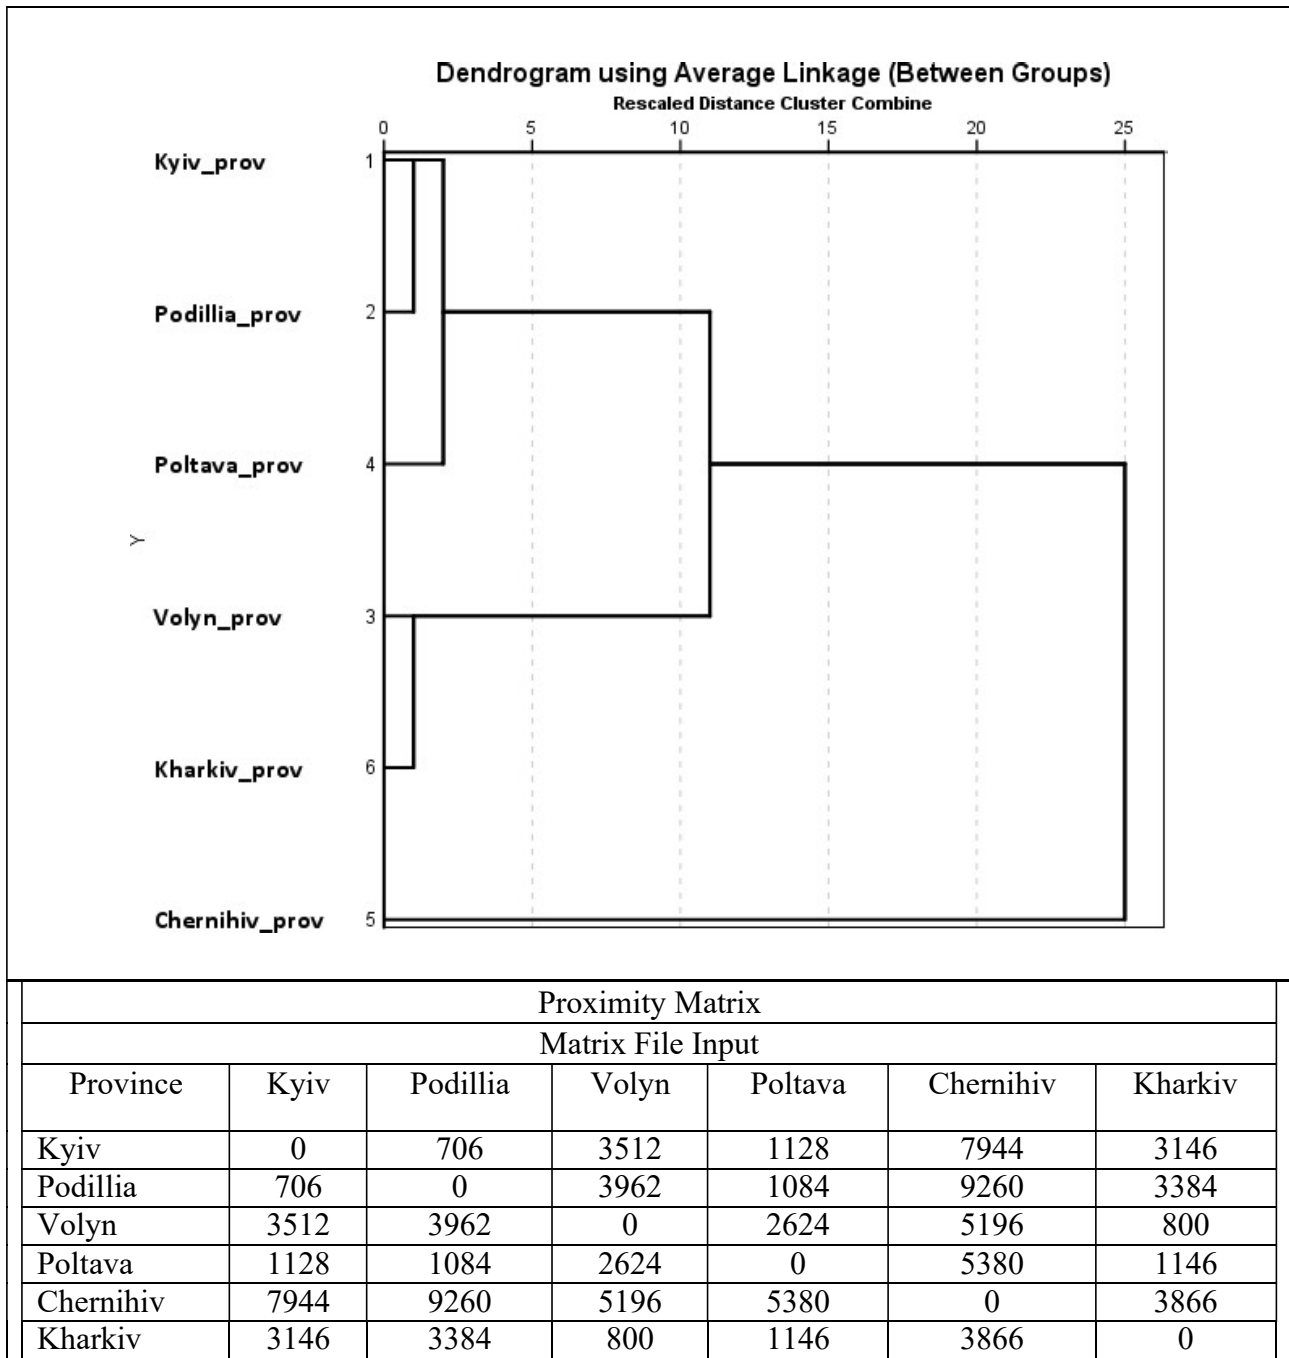 Dendrogram using Average Linkage (Between Groups)
Rescaled Distance Cluster Combine
0 5 10 15 20 25
Kyiv_prov 1
Podillia_prov 2
Poltava_prov 4
Y
Volyn_prov 3
Kharkiv_prov 6
Chernihiv_prov 5
Proximity Matrix
Matrix File Input
Province Kyiv Podillia Volyn Poltava Chernihiv Kharkiv
Kyiv 0 706 3512 1128 7944 3146
Podillia 706 0 3962 1084 9260 3384
Volyn 3512 3962 0 2624 5196 800
Poltava 1128 1084 2624 0 5380 1146
Chernihiv 7944 9260 5196 5380 0 3866
Kharkiv 3146 3384 800 1146 3866 0